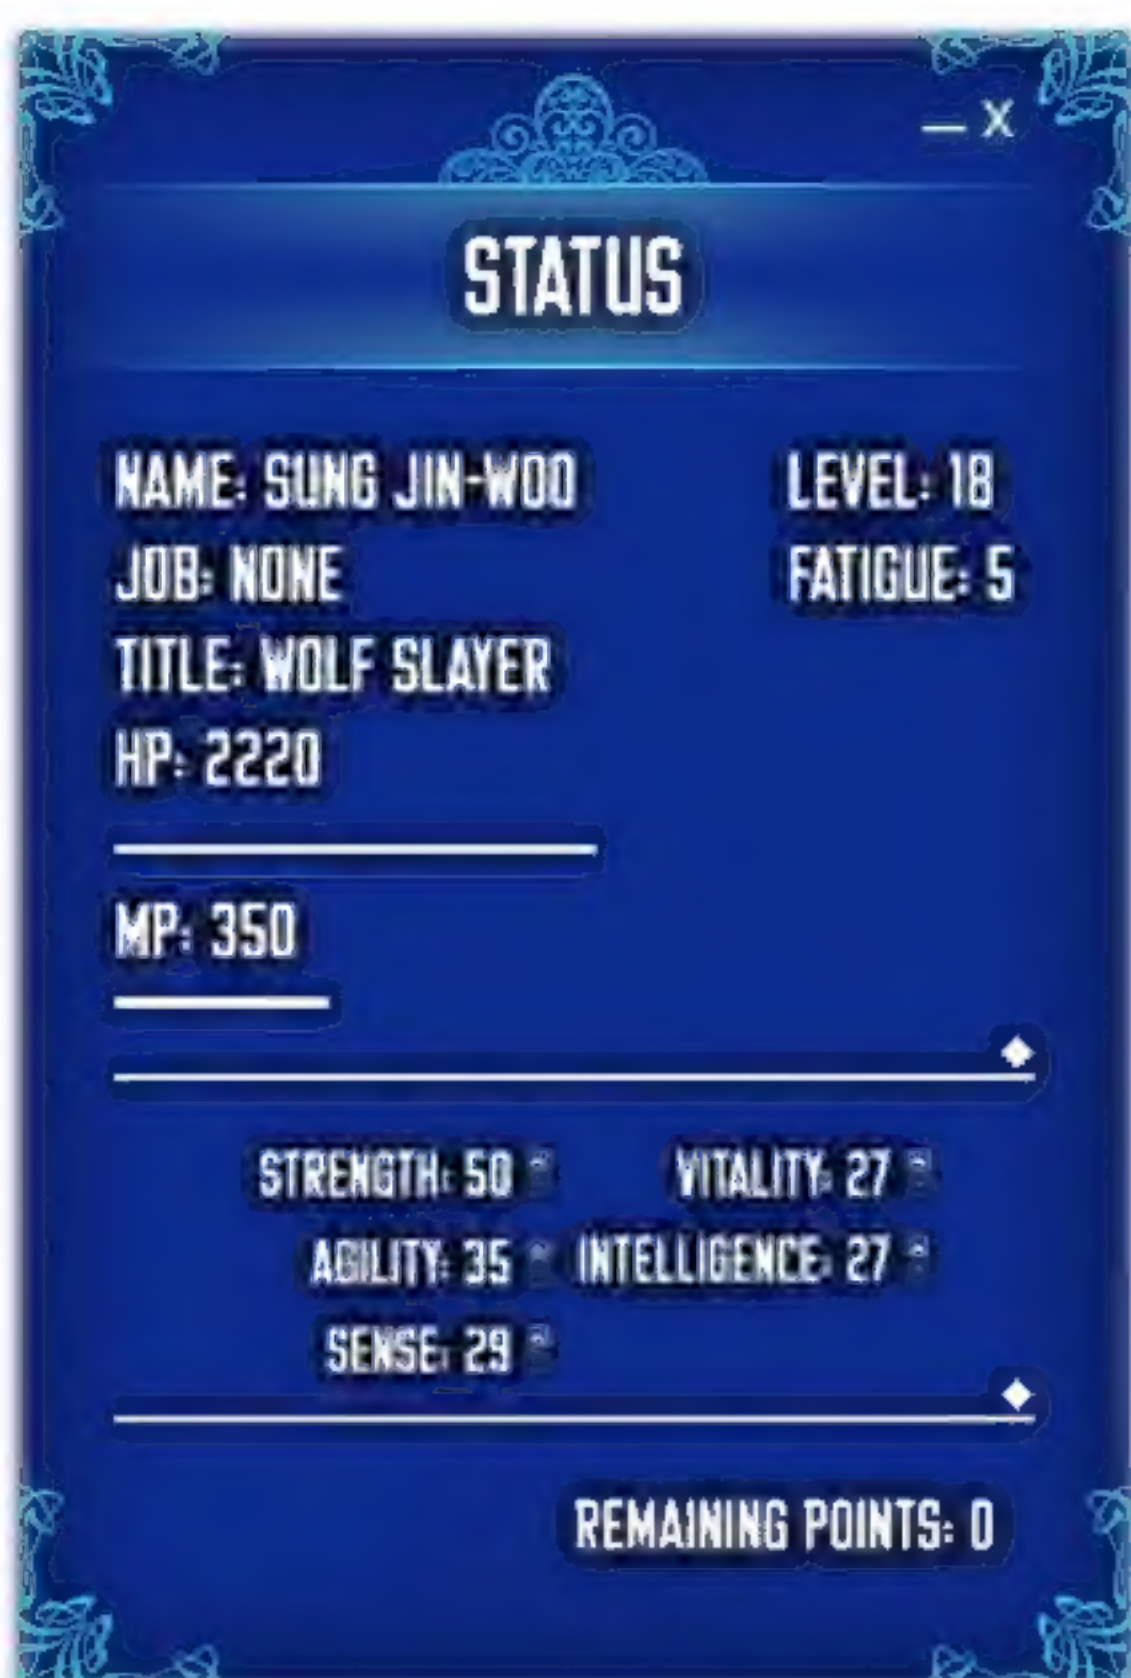 — X
STATUS
NAME: SUNG JIN-WOO LEVEL: 18
JOB: NONE FATIGUE: 5
TITLE: WOLF SLAYER
HP: 2220
MP: 350
STRENGTH: 50 VITALITY: 27
AGILITY: 35 INTELLIGENCE: 27
SENSE: 29
REMAINING POINTS: 0